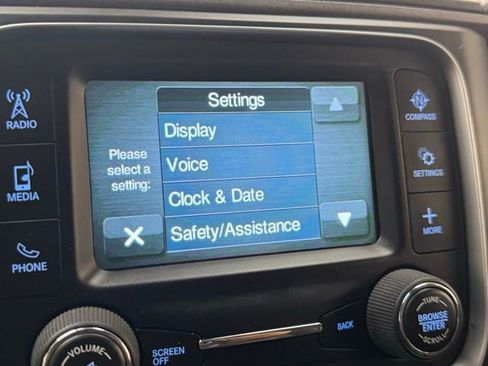 Settings
Display
Voice
Clock & Date
Safety/Assistance
Please
select a
setting:
RADIO
MEDIA
PHONE
N
COMPASS
SETTINGS
MORE
VOLUME
SCREEN
OFF
BACK
TUNE
BROWSE
ENTER
SCROLL